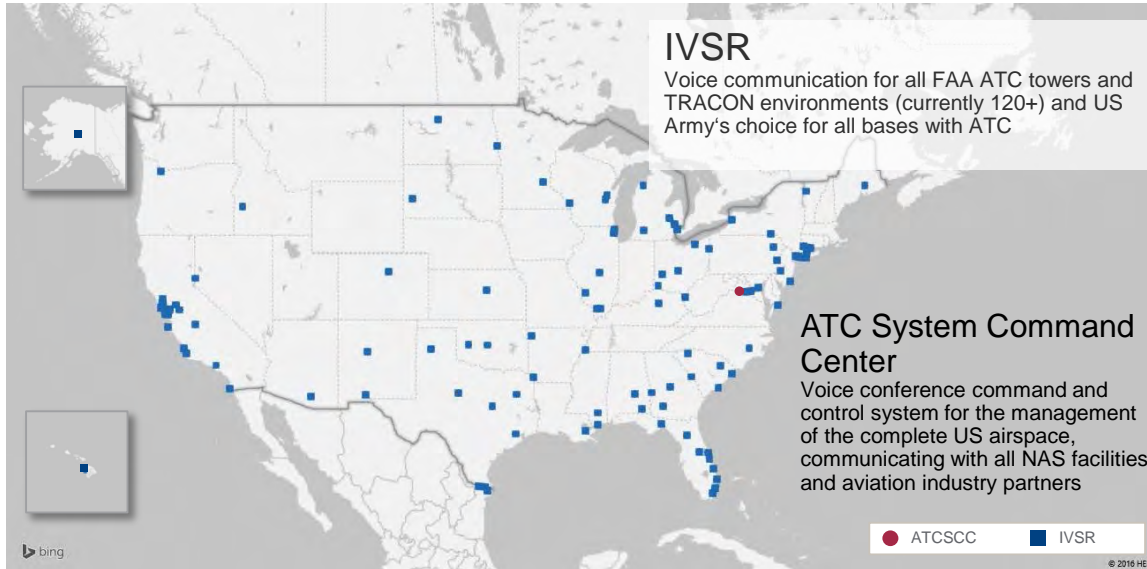 IVSR
Voice communication for all FAA ATC towers and
TRACON environments (currently 120+) and US
Army‘s choice for all bases with ATC
ATC System Command
Center
Voice conference command and
control system for the management
of the complete US airspace,
communicating with all NAS facilities
and aviation industry partners
ATCSCC
IVSR
bing
© 2016 HE